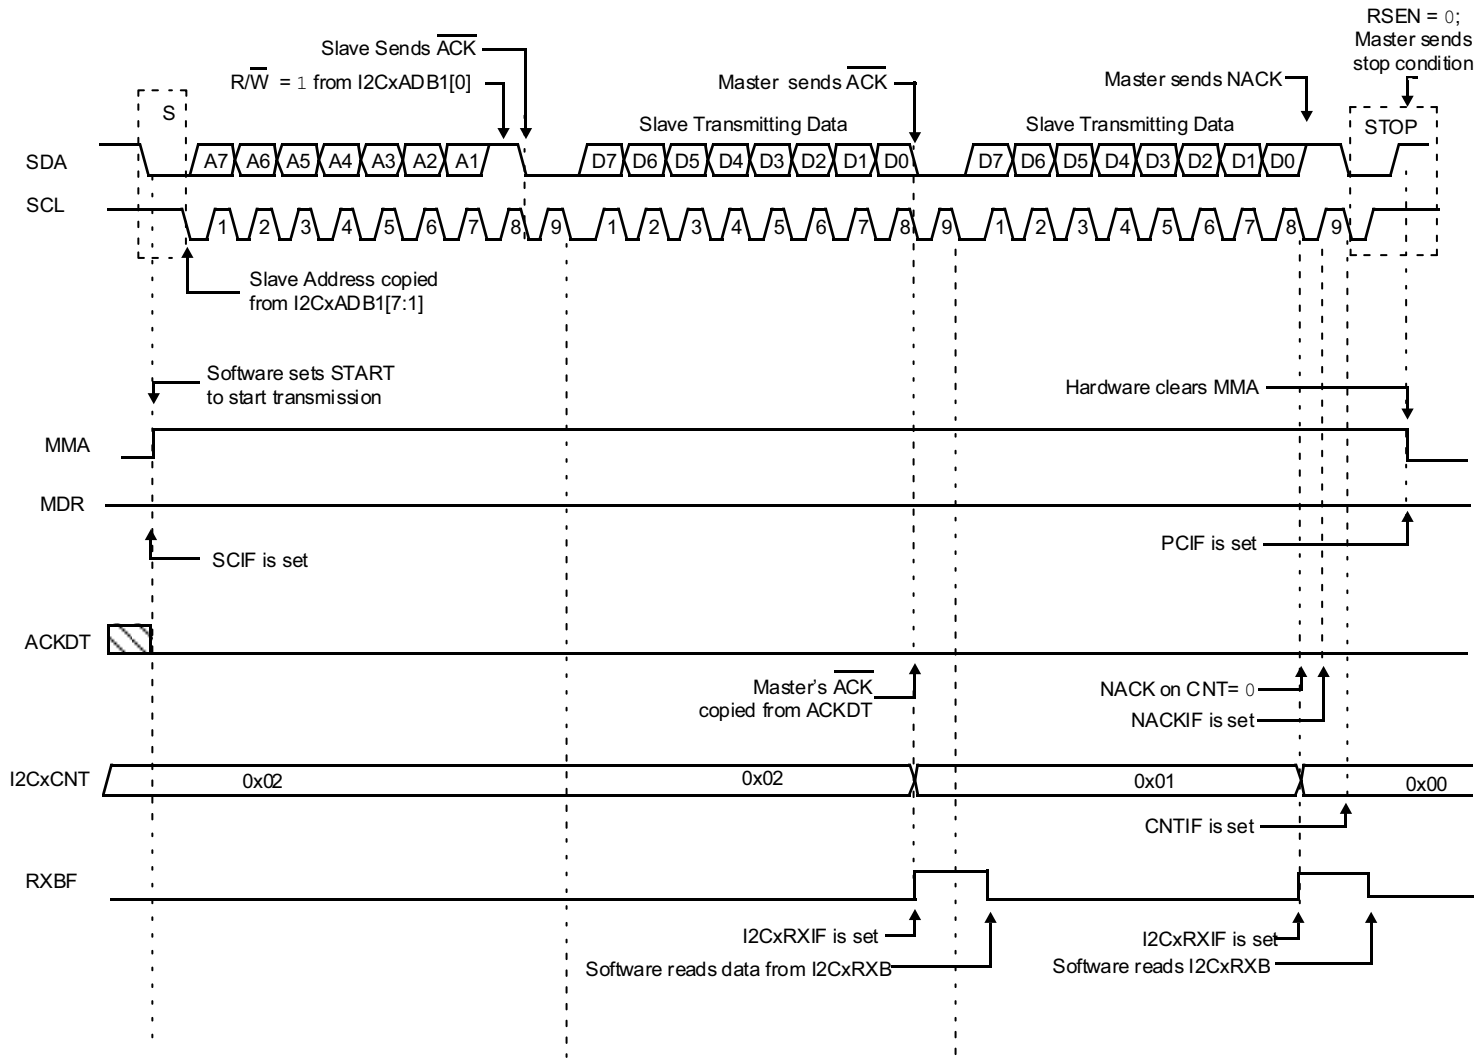 RSEN = 0;
Master sends
stop condition
Slave Sends ACK
R/W = 1 from I2CxADB1[0]
Master sends ACK
Master sends NACK
S
Slave Transmitting Data
Slave Transmitting Data
STOP
SDA
A7 A6 A5 A4 A3 A2 A1
D7 D6 D5 D4 D3 D2 D1 D0
D7 D6 D5 D4 D3 D2 D1 D0
SCL
1 2 3 4 5 6 7 8 9
1 2 3 4 5 6 7 8 9
1 2 3 4 5 6 7 8 9
Slave Address copied
from I2CxADB1[7:1]
Software sets START
to start transmission
Hardware clears MMA
MMA
MDR
SCIF is set
PCIF is set
ACKDT
Master's ACK
copied from ACKDT
NACK on CNT= 0
NACKIF is set
I2CxCNT
0x02
0x02
0x01
0x00
CNTIF is set
RXBF
I2CxRXIF is set
Software reads data from I2CxRXB
I2CxRXIF is set
Software reads I2CxRXB